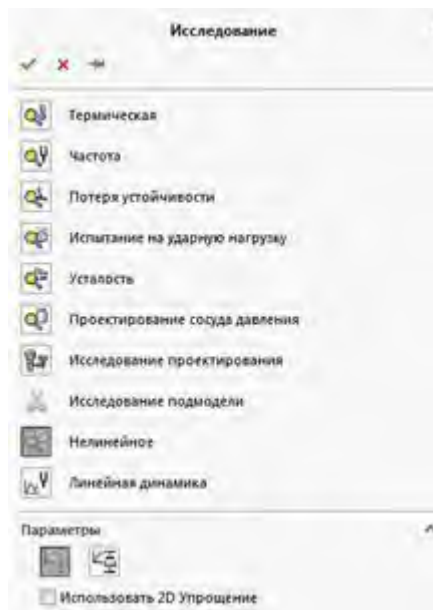 Исследование
Термическая
Частота
Потеря устойчивости
Испытание на ударную нагрузку
Усталость
Проектирование сосуда давления
Исследование проектирования
Исследование подмодели
Нелинейное
Линейная динамика
Параметры
Использовать 2D Упрощение